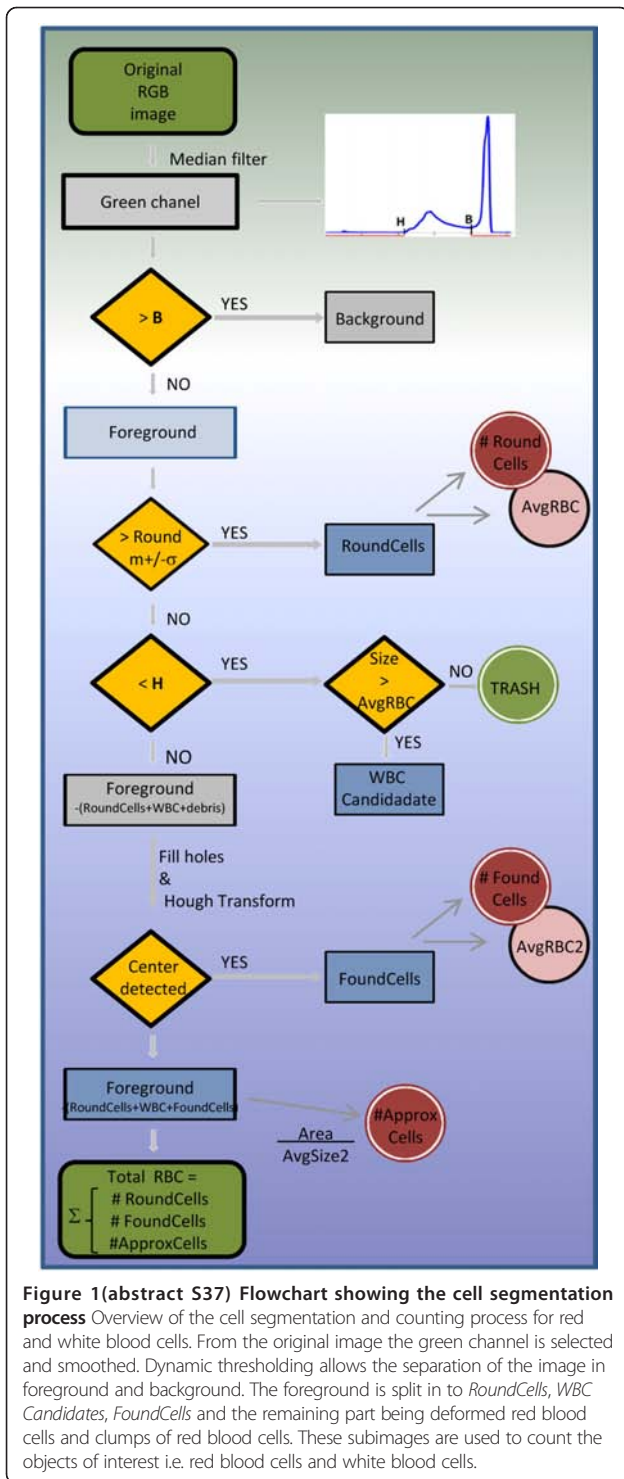 Original
RGB
image
Median filter
Green chanel
H
B
> B
YES
Background
NO
Foreground
# Round
Cells
AvgRBC
> Round
m+/-σ
YES
RoundCells
NO
< H
YES
Size
>
AvgRBC
NO
TRASH
YES
WBC
Candidadate
NO
Foreground
-(RoundCells+WBC+debris)
Fill holes
&
Hough Transform
# Found
Cells
AvgRBC2
Center
detected
YES
FoundCells
Foreground
-(RoundCells+WBC+FoundCells)
#Approx
Cells
Area
AvgSize2
Total RBC =
Σ
# RoundCells
# FoundCells
#ApproxCells
Figure 1(abstract S37) Flowchart showing the cell segmentation
process Overview of the cell segmentation and counting process for red
and white blood cells. From the original image the green channel is selected
and smoothed. Dynamic thresholding allows the separation of the image in
foreground and background. The foreground is split in to RoundCells, WBC
Candidates, FoundCells and the remaining part being deformed red blood
cells and clumps of red blood cells. These subimages are used to count the
objects of interest i.e. red blood cells and white blood cells.